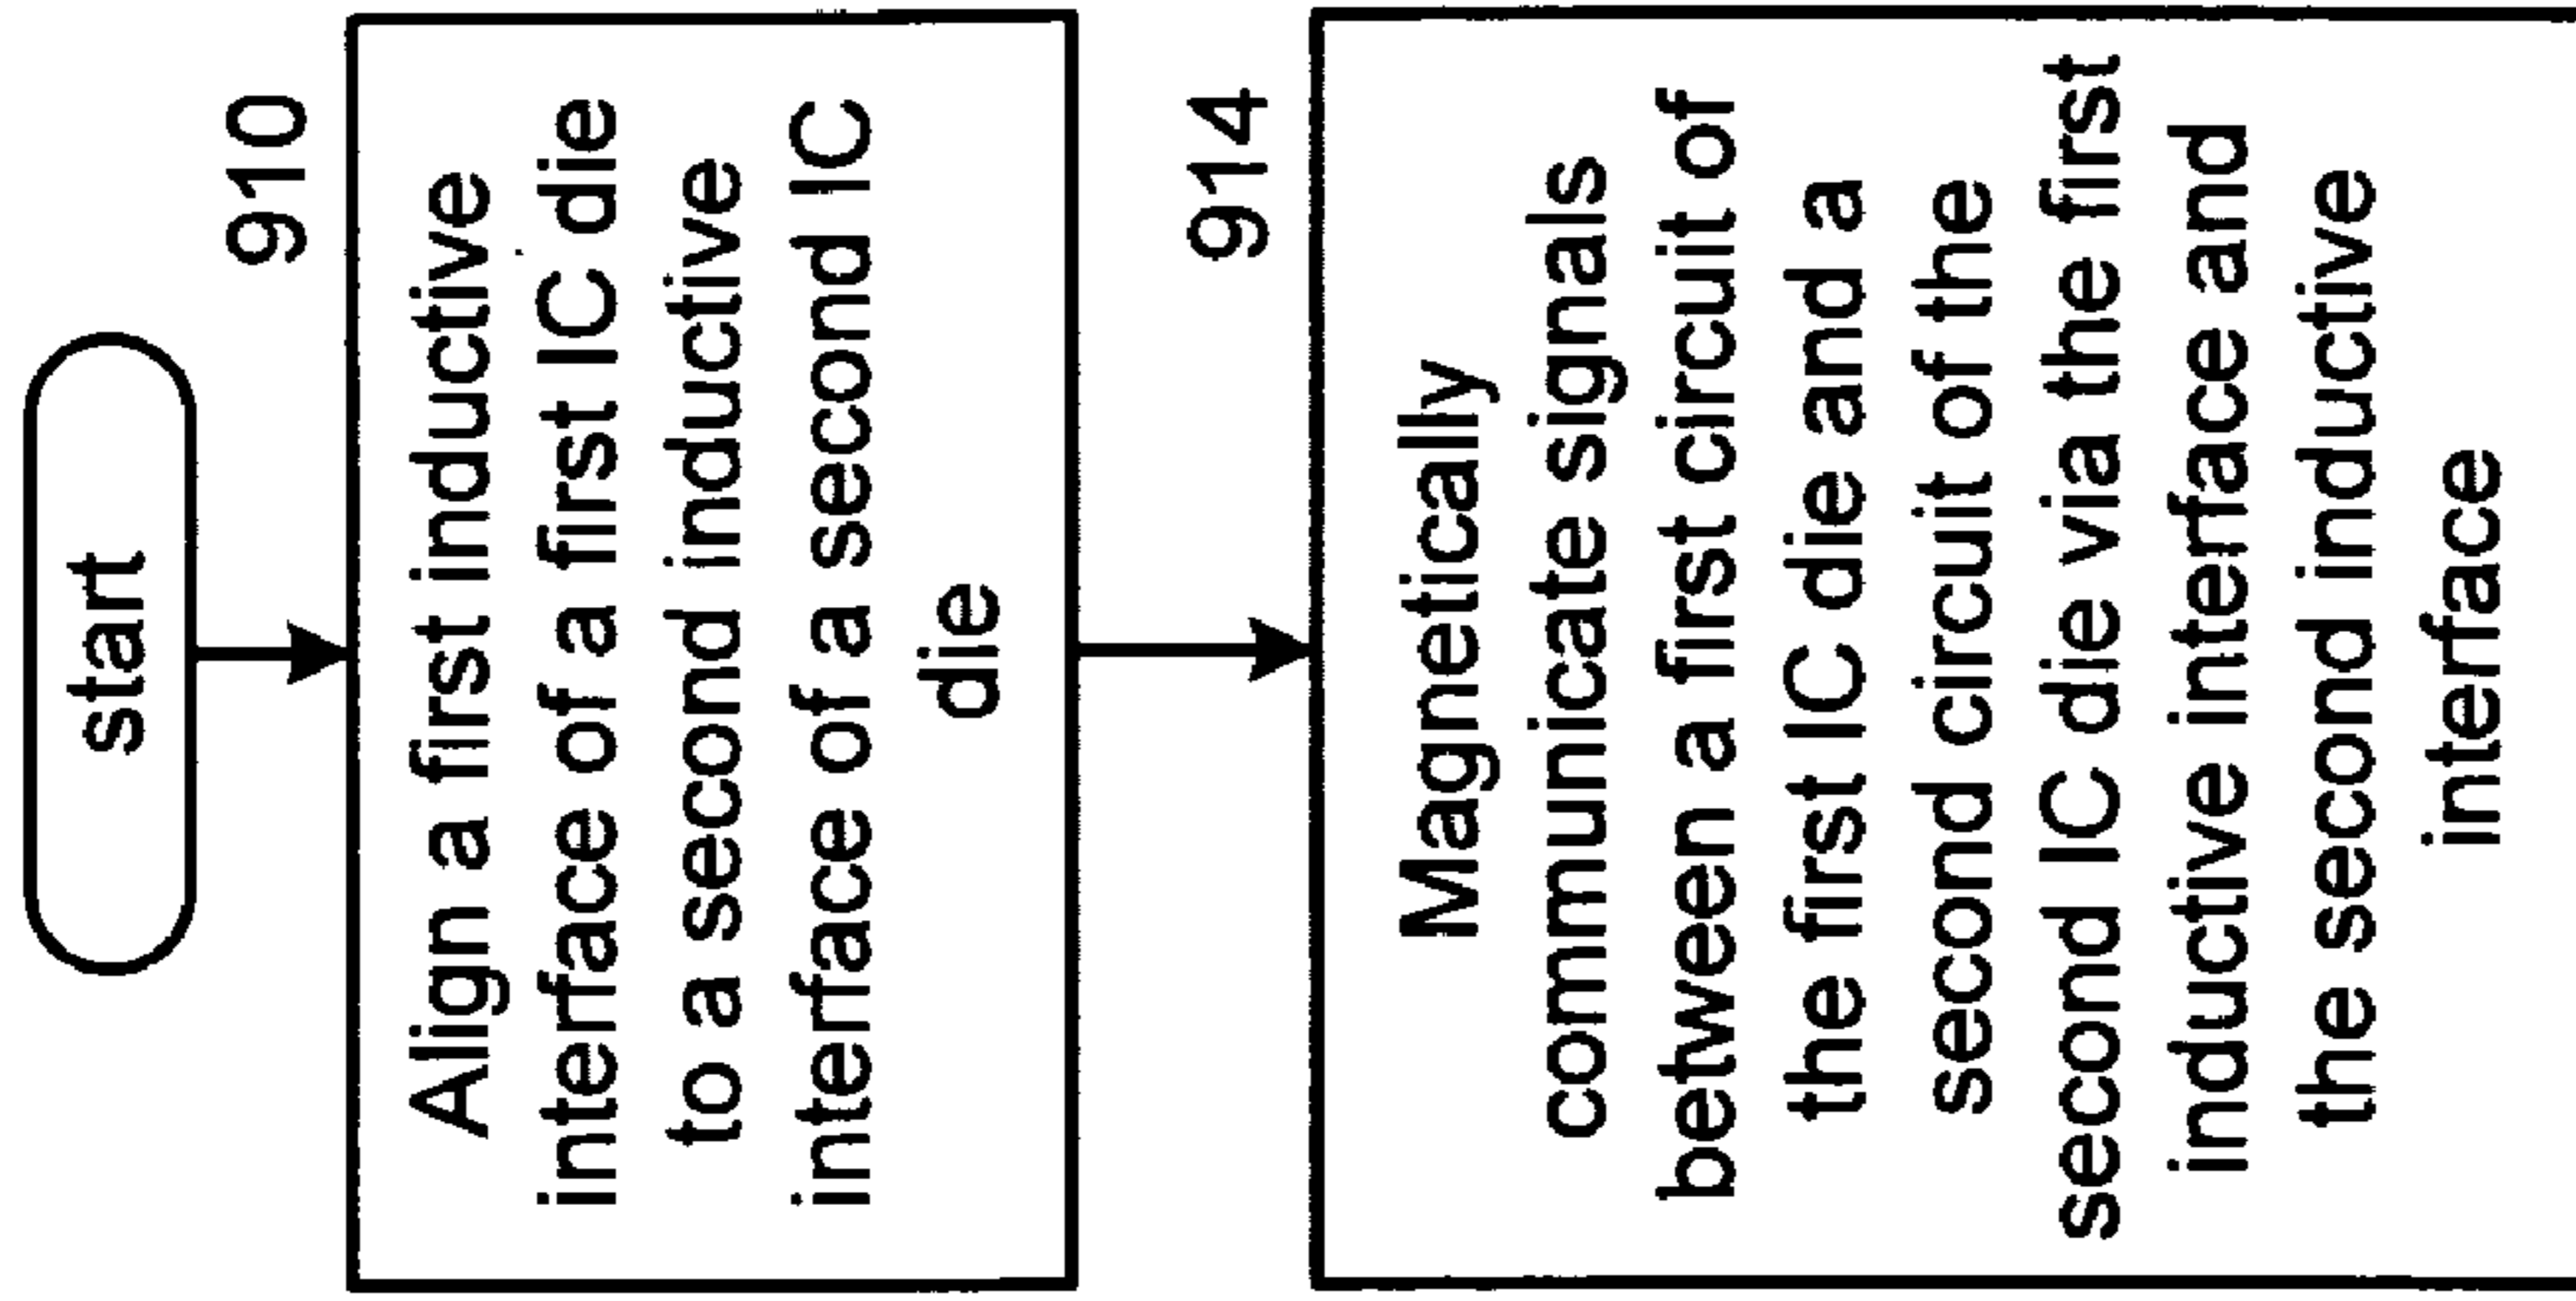 start
910
Align a first inductive
interface of a first IC die
to a second inductive
interface of a second IC
die
914
Magnetically
communicate signals
between a first circuit of
the first IC die and a
second circuit of the
second IC die via the first
inductive interface and
the second inductive
interface